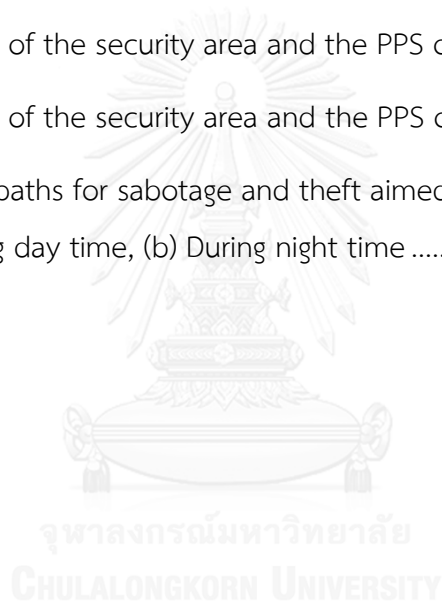 of the security area and the PPS c
of the security area and the PPS c
paths for sabotage and theft aimed
g day time, (b) During night time .....
จุฬาลงกรณ์มหาวิทยาลัย
CHULALONGKORN UNIVERSITY